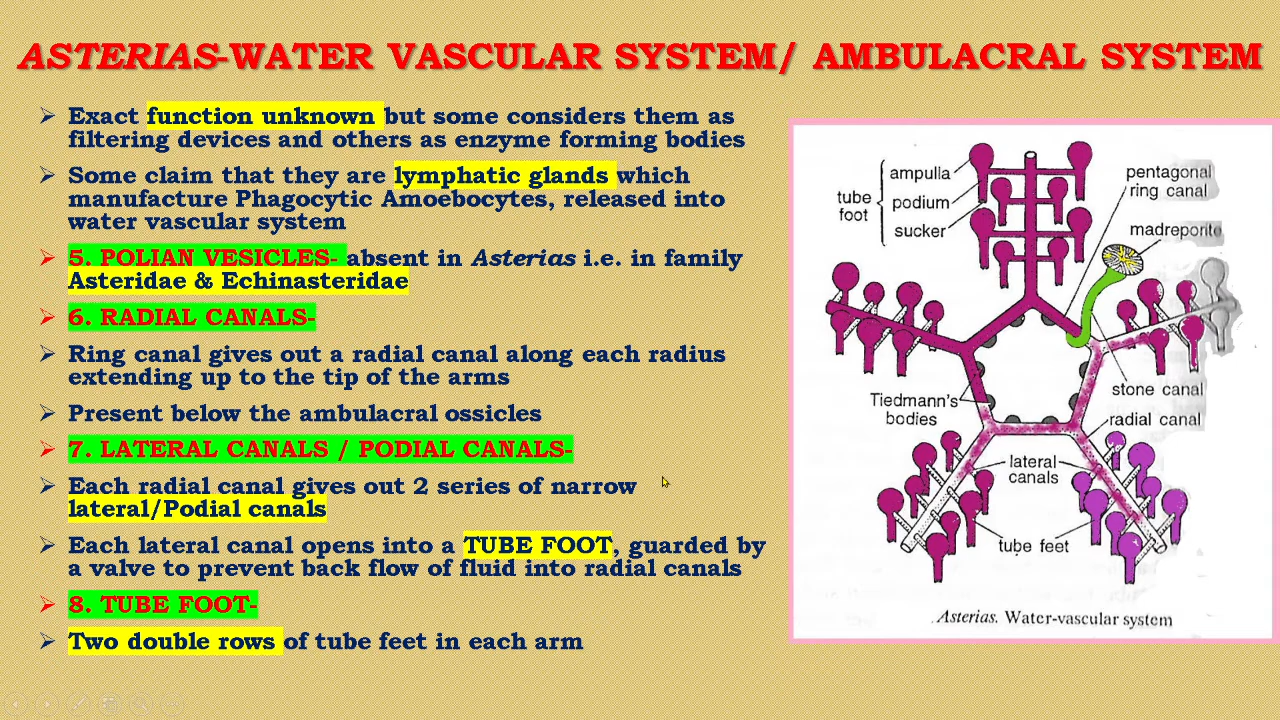 ASTERIAS-WATER VASCULAR SYSTEM/ AMBULACRAL SYSTEM
Exact function unknown but some considers them as
filtering devices and others as enzyme forming bodies
Some claim that they are lymphatic glands which
manufacture Phagocytic Amoebocytes, released into
water vascular system
5. POLIAN VESICLES- absent in Asterias i.e. in family
Asteridae & Echinasteridae
6. RADIAL CANALS-
Ring canal gives out a radial canal along each radius
extending up to the tip of the arms
Present below the ambulacral ossicles
7. LATERAL CANALS / PODIAL CANALS-
Each radial canal gives out 2 series of narrow
lateral/Podial canals
Each lateral canal opens into a TUBE FOOT, guarded by
a valve to prevent back flow of fluid into radial canals
8. TUBE FOOT-
Two double rows of tube feet in each arm
tube
foot
ampulla
podium
sucker
pentagonal
ring canal
madreporite
Tiedmann's
bodies
stone canal
radial canal
lateral
canals
tube feet
Asterias. Water-vascular system